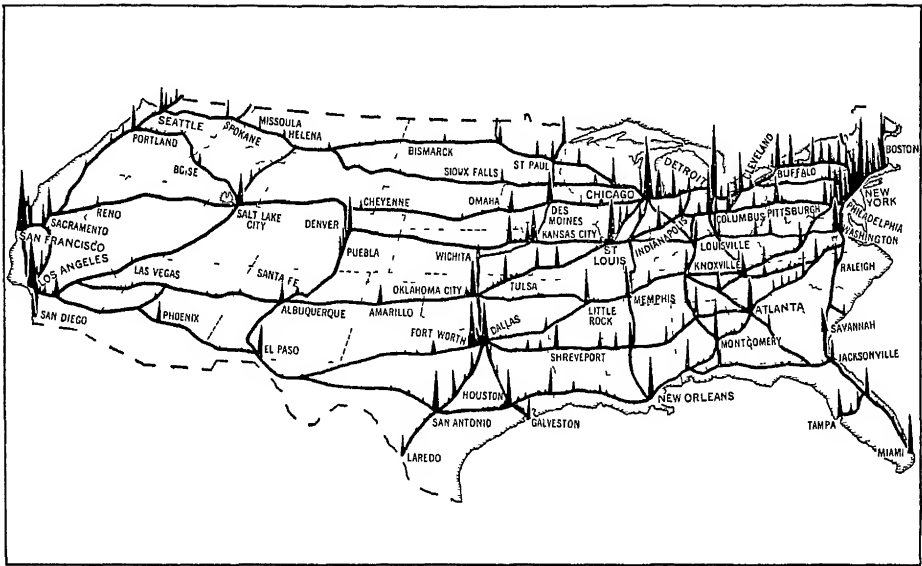 SEATTLE
SPOKANE
MISSOULA
HELENA
PORTLAND
BOISE
BISMARCK
SIOUX FALLS
ST PAUL
DETROIT
CLEVELAND
BUFFALO
BOSTON
NEW
YORK
PHILADELPHIA
WASHINGTON
CHICAGO
RENO
SACRAMENTO
SAN FRANCISCO
SALT LAKE
CITY
DENVER
CHEYENNE
OMAHA
DES
MOINES
KANSAS CITY
ST
LOUIS
INDIANAPOLIS
COLUMBUS
PITTSBURGH
LOUISVILLE
KNOXVILLE
RALEIGH
LOS ANGELES
LAS VEGAS
SANTA FE
PUEBLA
WICHITA
OKLAHOMA CITY
TULSA
MEMPHIS
ATLANTA
SAN DIEGO
PHOENIX
ALBUQUERQUE
AMARILLO
FORT WORTH
DALLAS
LITTLE
ROCK
MONTGOMERY
SAVANNAH
EL PASO
SHREVEPORT
JACKSONVILLE
HOUSTON
NEW ORLEANS
SAN ANTONIO
GALVESTON
TAMPA
MIAMI
LAREDO